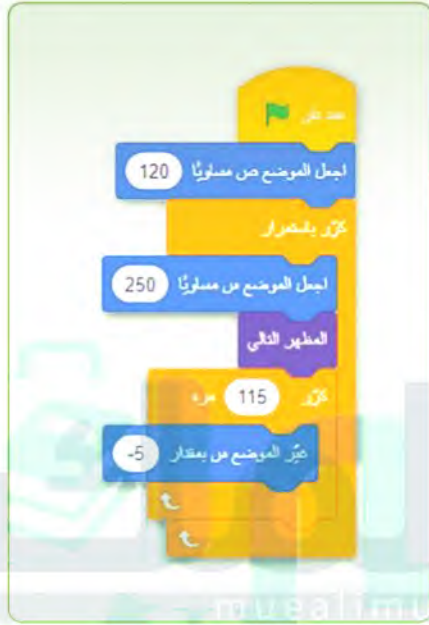 عند نقر
اجعل الموضع ص مساويًا 120
كرّر باستمرار
اجعل الموضع س مساويًا 250
المظهر التالي
كرّر 115 مرة
غيّر الموضع س بمقدار -5
muealimu